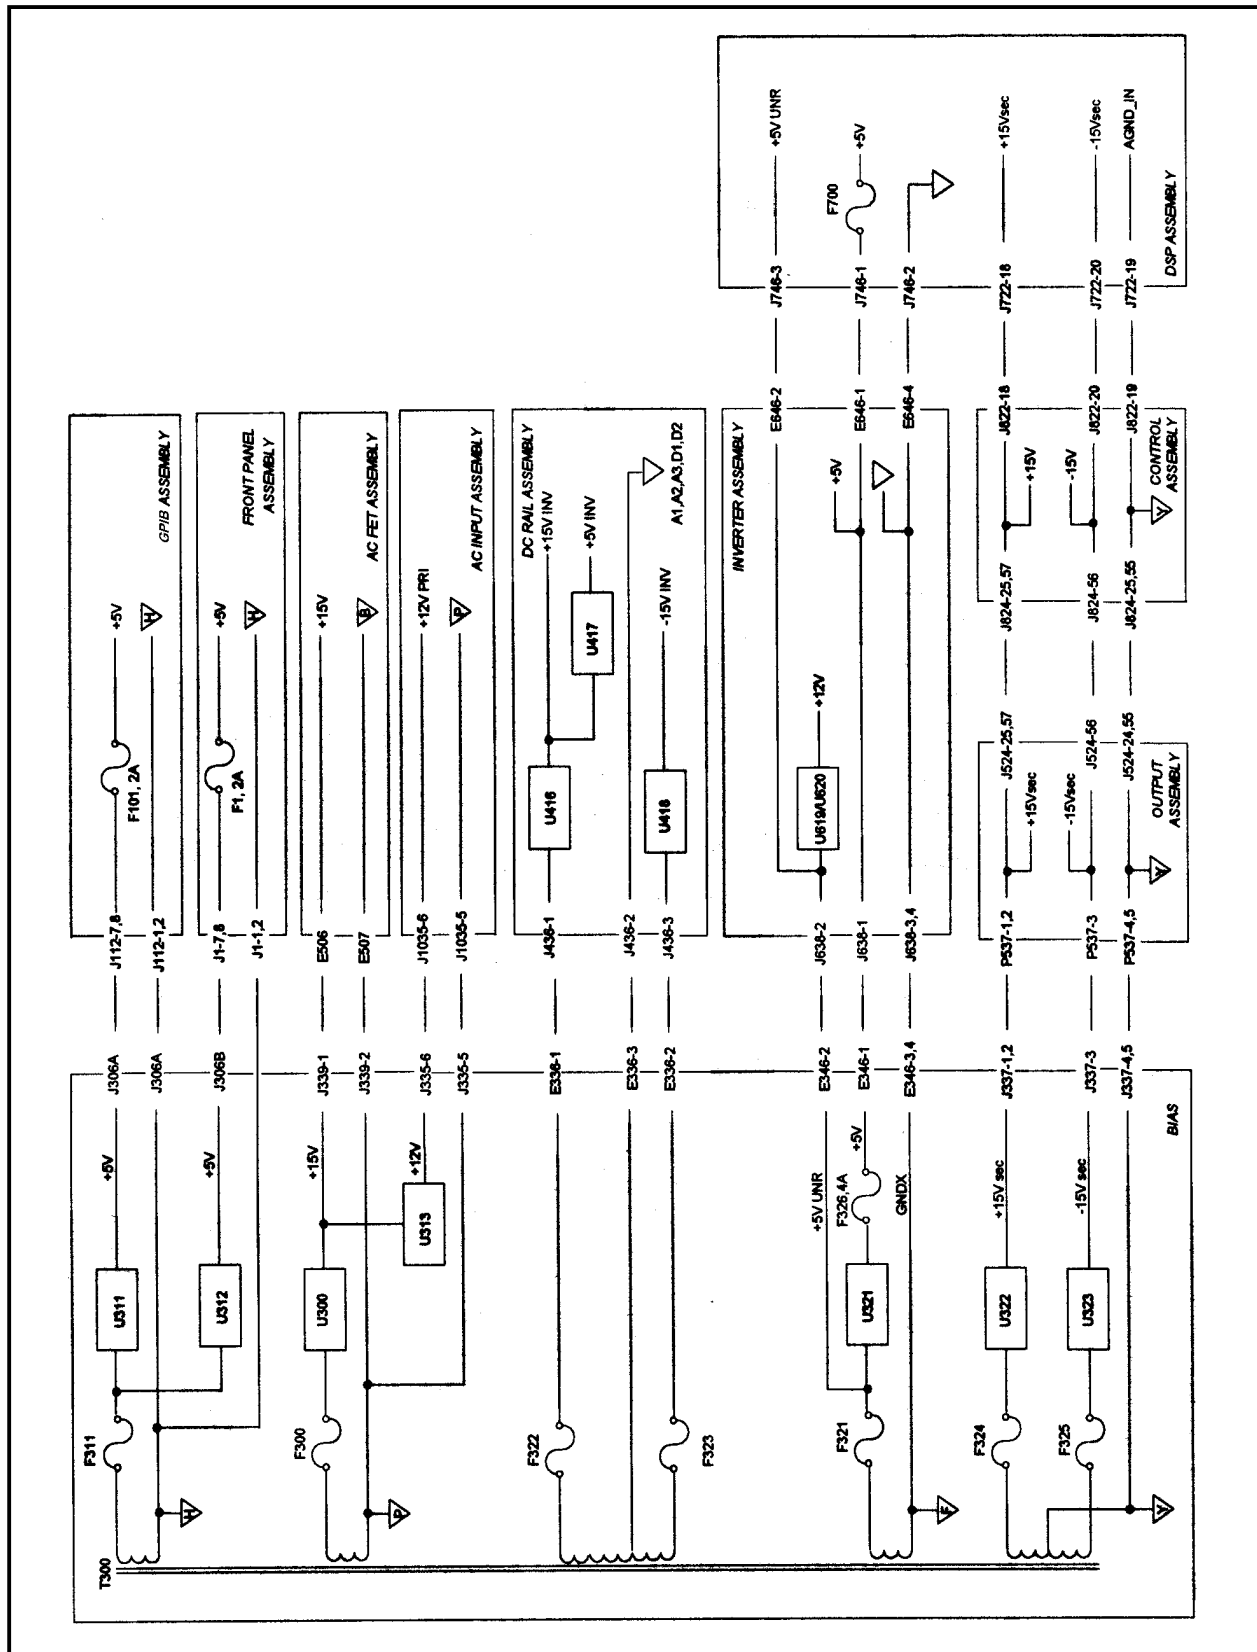 T300
F311
U311
+5V
J306A
J112-7,8
F101, 2A
+5V
H
J306A
J112-1,2
H
GPIB ASSEMBLY
U312
+5V
J306B
J1-7,8
F1, 2A
+5V
J1-1,2
H
FRONT PANEL
ASSEMBLY
F300
U300
+15V
J339-1
E506
+15V
P
J339-2
E507
B
AC FET ASSEMBLY
U313
+12V
J335-6
J1035-6
+12V PRI
J335-5
J1035-5
P
AC INPUT ASSEMBLY
F322
E336-1
J436-1
U416
+15V INV
DC RAIL ASSEMBLY
U417
+5V INV
E336-3
J436-2
A1,A2,A3,D1,D2
F323
E336-2
J436-3
U418
-15V INV
INVERTER ASSEMBLY
+5V UNR
E346-2
J638-2
U619/U620
+12V
E646-2
J746-3
+5V UNR
F321
U321
F326,4A
+5V
E346-1
J638-1
+5V
E646-1
J746-1
F700
+5V
F
GNDX
E346-3,4
J638-3,4
E646-4
J746-2
F324
U322
+15V sec
J337-1,2
P537-1,2
+15Vsec
J524-25,57
J824-25,57
+15V
J822-18
J722-18
+15Vsec
F325
U323
-15V sec
J337-3
P537-3
-15Vsec
J524-56
J824-56
-15V
J822-20
J722-20
-15Vsec
Y
J337-4,5
P537-4,5
Y
J524-24,55
J824-25,55
Y
J822-19
J722-19
AGND_IN
BIAS
OUTPUT
ASSEMBLY
CONTROL
ASSEMBLY
DSP ASSEMBLY